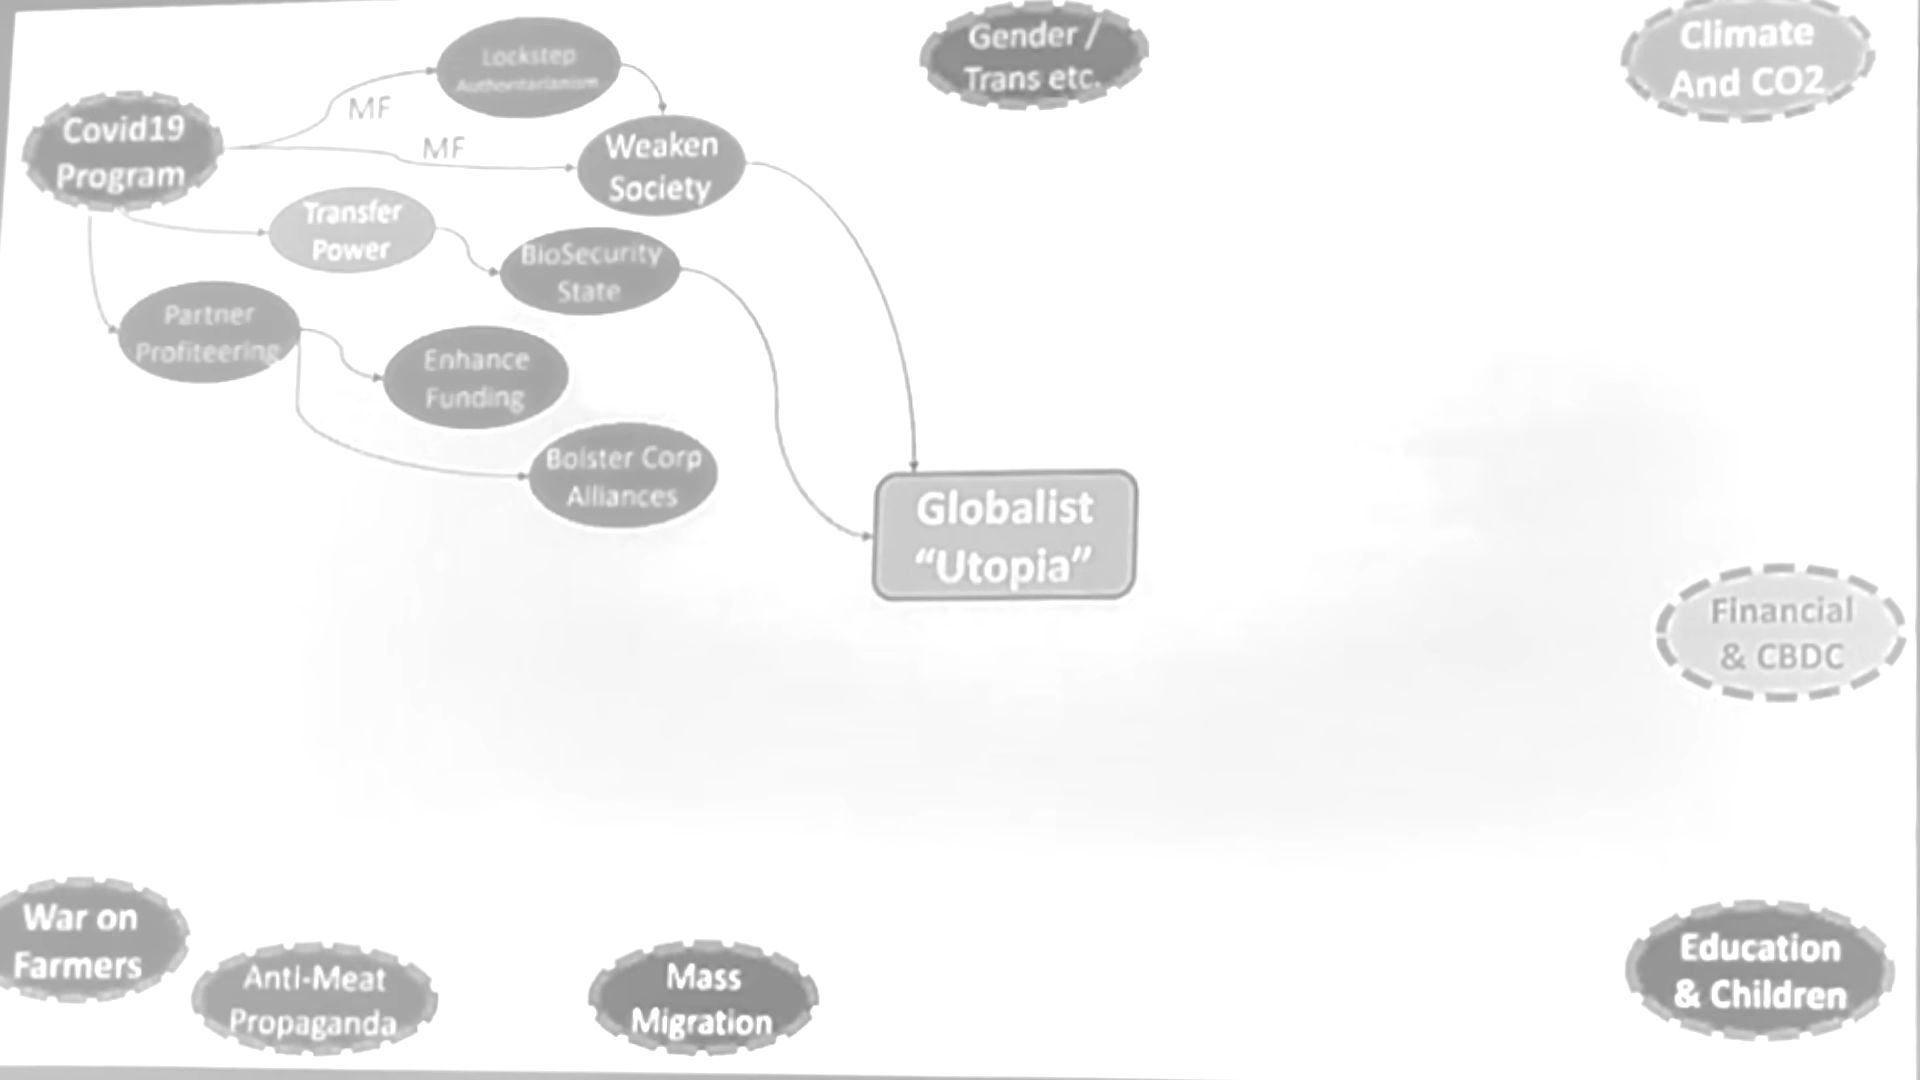 Gender /
Trans etc.
Climate
And CO2
Lockstep
Authoritarianism
MF
Covid19
Program
MF
Weaken
Society
Transfer
Power
BioSecurity
State
Partner
Profiteering
Enhance
Funding
Bolster Corp
Alliances
Globalist
“Utopia”
Financial
& CBDC
War on
Farmers
Anti-Meat
Propaganda
Mass
Migration
Education
& Children